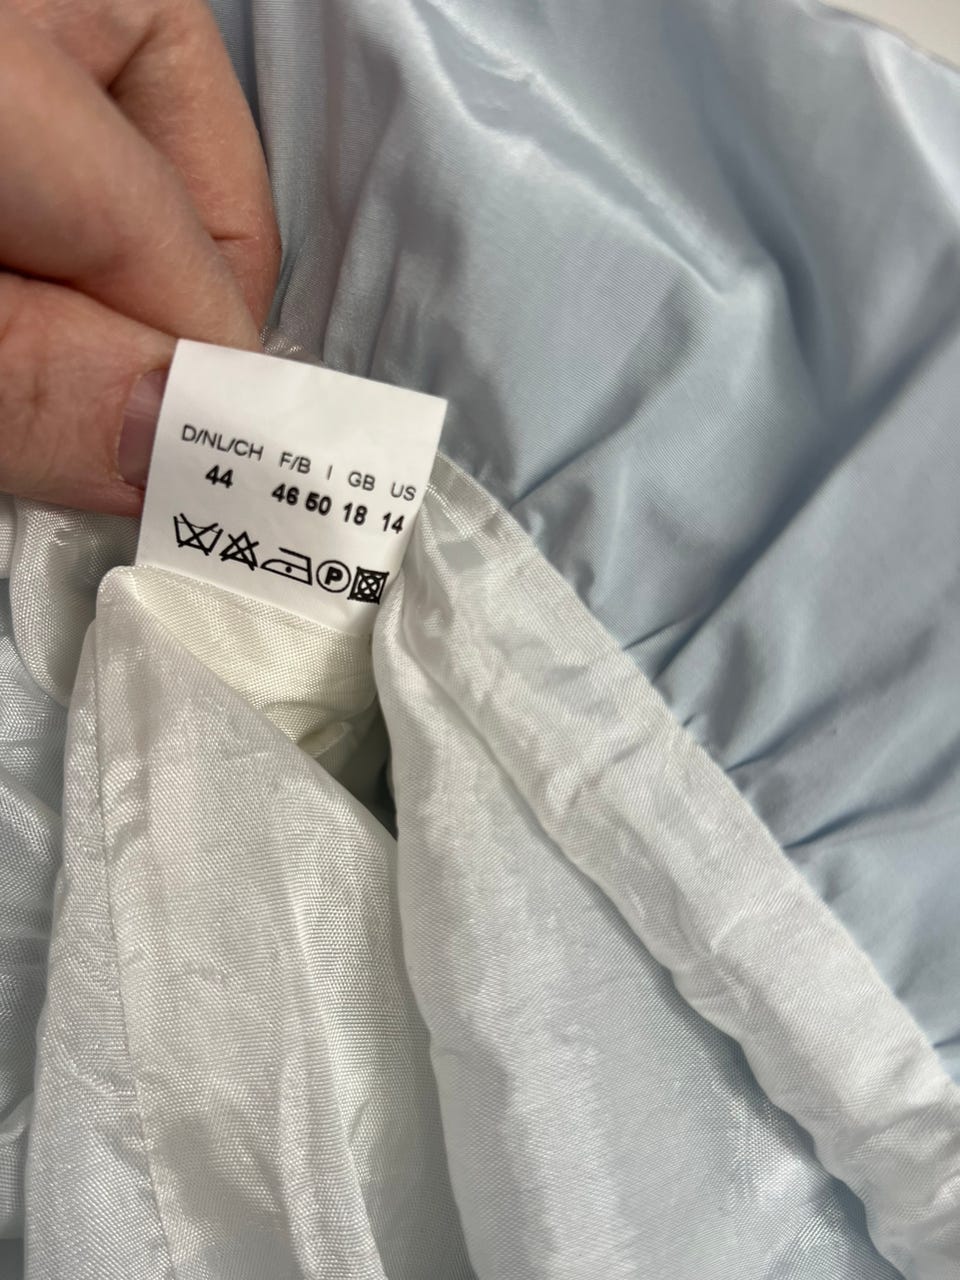 D/NL/CH F/B I GB US
44 46 50 18 14
P